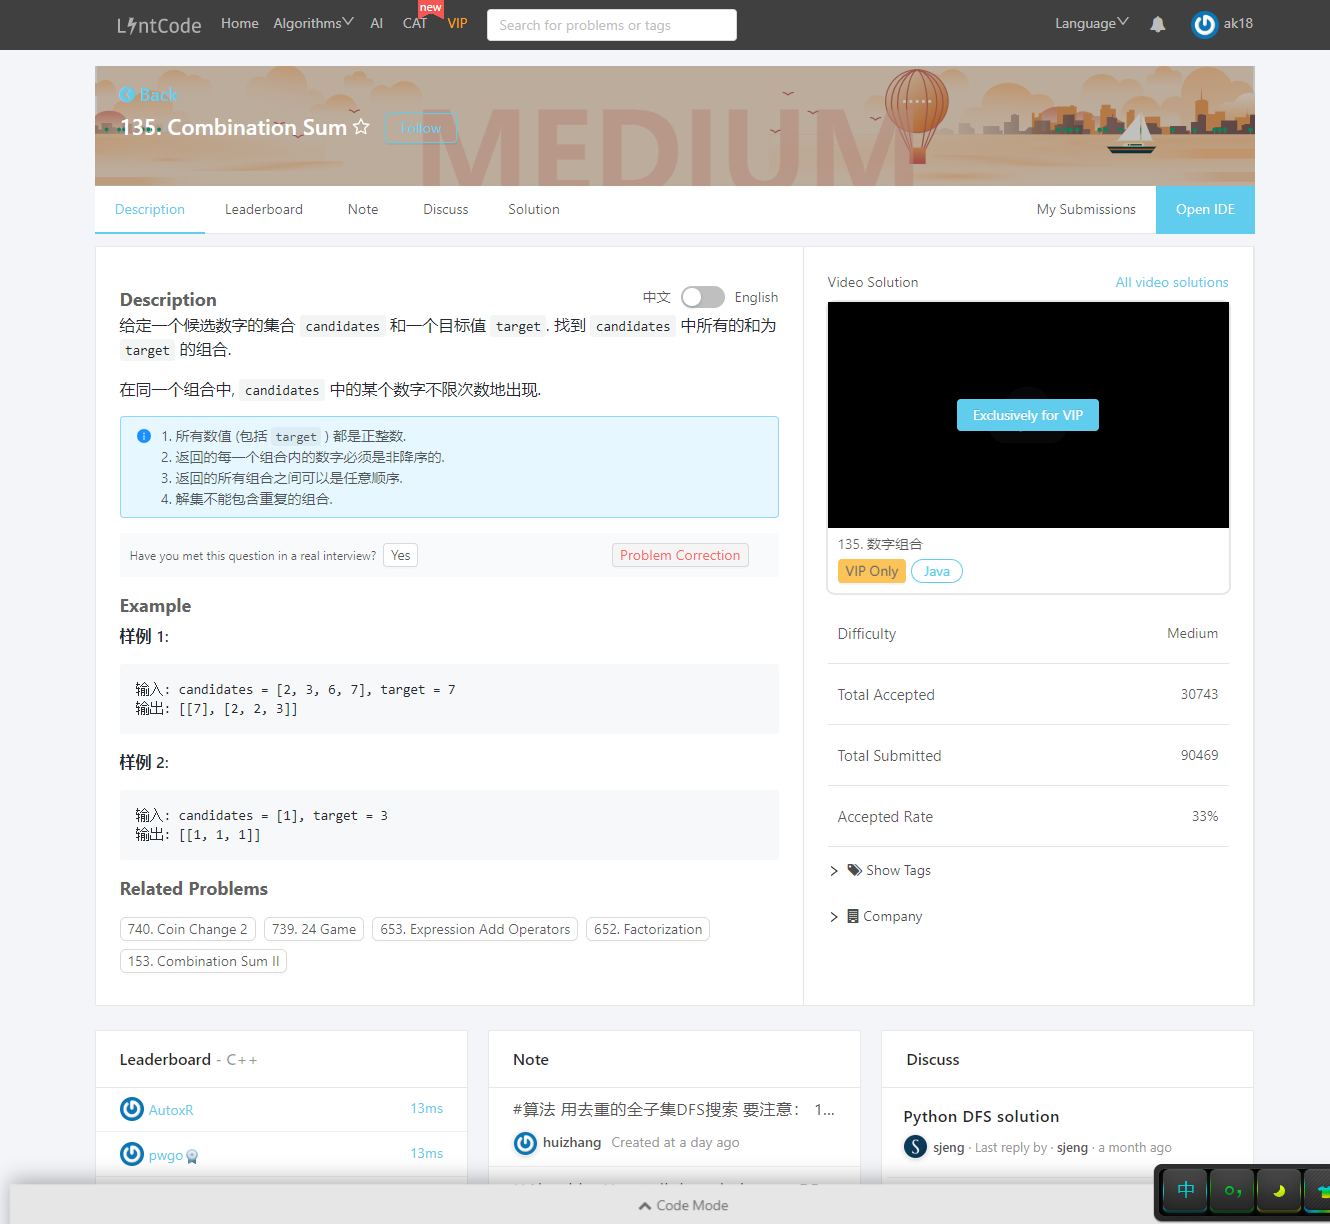 LintCode Home Algorithms AI CAT new VIP Search for problems or tags Language ak18
Back
135. Combination Sum Follow
MEDIUM
Description Leaderboard Note Discuss Solution My Submissions Open IDE
Description 中文 English
给定一个候选数字的集合 candidates 和一个目标值 target. 找到 candidates 中所有的和为
target 的组合.
在同一个组合中, candidates 中的某个数字不限次数地出现.
1. 所有数值 (包括 target ) 都是正整数.
2. 返回的每一个组合内的数字必须是非降序的.
3. 返回的所有组合之间可以是任意顺序.
4. 解集不能包含重复的组合.
Have you met this question in a real interview? Yes Problem Correction
Example
样例 1:
输入: candidates = [2, 3, 6, 7], target = 7
输出: [[7], [2, 2, 3]]
样例 2:
输入: candidates = [1], target = 3
输出: [[1, 1, 1]]
Related Problems
740. Coin Change 2 739. 24 Game 653. Expression Add Operators 652. Factorization
153. Combination Sum II
Video Solution All video solutions
Exclusively for VIP
135. 数字组合
VIP Only Java
Difficulty Medium
Total Accepted 30743
Total Submitted 90469
Accepted Rate 33%
Show Tags
Company
Leaderboard - C++
AutoxR 13ms
pwgo 13ms
Note
#算法 用去重的全子集DFS搜索 要注意： 1...
huizhang Created at a day ago
Discuss
Python DFS solution
S sjeng · Last reply by · sjeng · a month ago
中
Code Mode